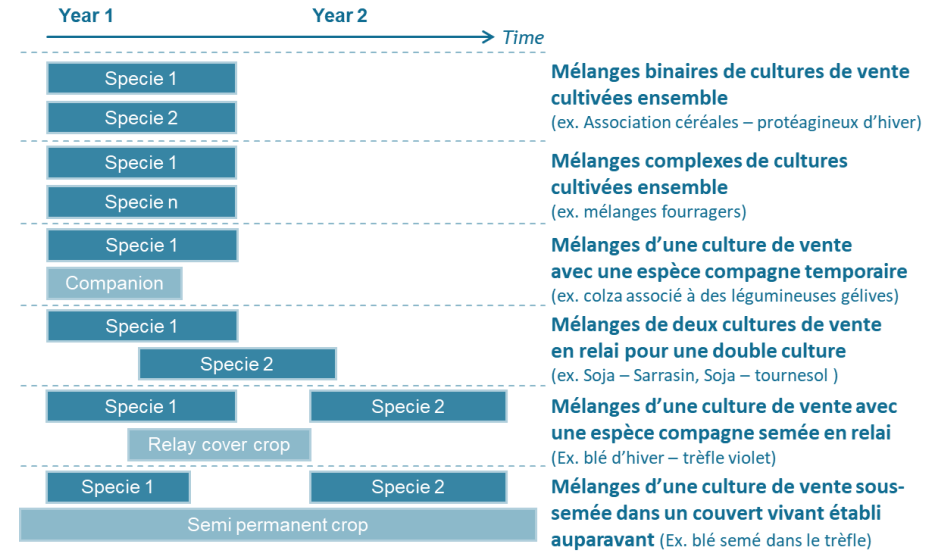 Year 1 Year 2
Time
Specie 1
Specie 2
Mélanges binaires de cultures de vente
cultivées ensemble
(ex. Association céréales – protéagineux d’hiver)
Specie 1
Specie n
Mélanges complexes de cultures
cultivées ensemble
(ex. mélanges fourragers)
Specie 1
Companion
Mélanges d’une culture de vente
avec une espèce compagne temporaire
(ex. colza associé à des légumineuses gélives)
Specie 1
Specie 2
Mélanges de deux cultures de vente
en relai pour une double culture
(ex. Soja – Sarrasin, Soja – tournesol )
Specie 1 Specie 2
Relay cover crop
Mélanges d’une culture de vente avec
une espèce compagne semée en relai
(Ex. blé d’hiver – trèfle violet)
Specie 1 Specie 2
Semi permanent crop
Mélanges d’une culture de vente sous-
semée dans un couvert vivant établi
auparavant (Ex. blé semé dans le trèfle)